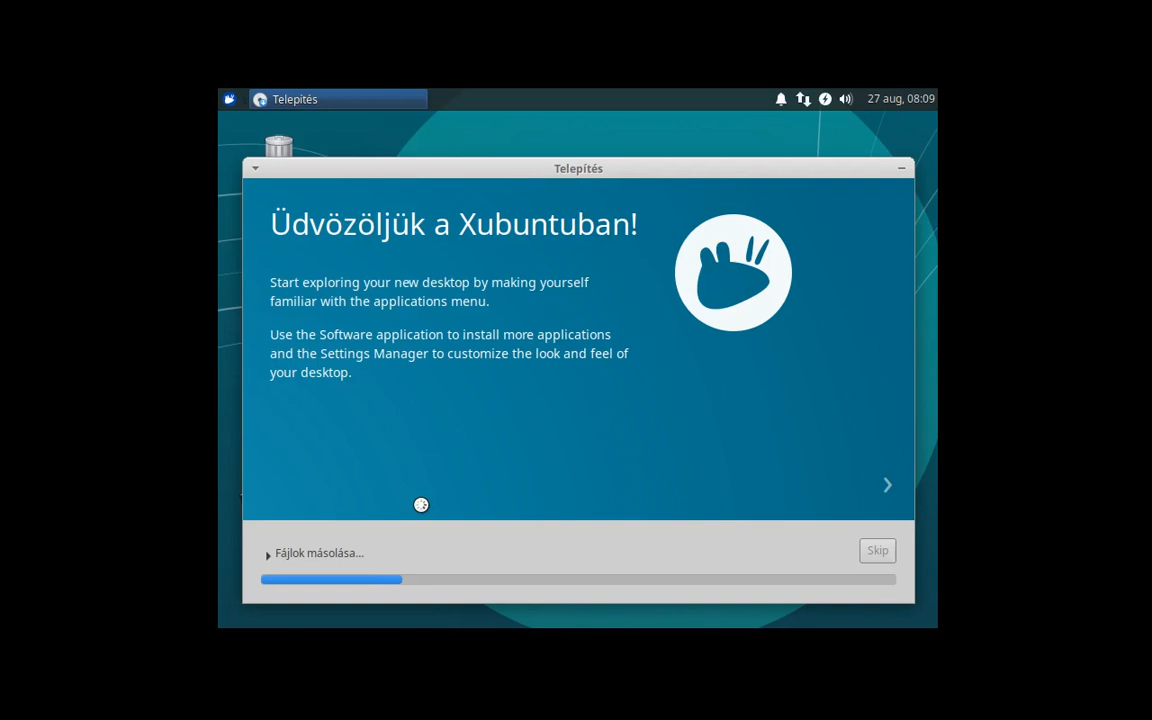 Telepítés
27 aug, 08:09
Telepítés
Üdvözöljük a Xubuntuban!
Start exploring your new desktop by making yourself
familiar with the applications menu.
Use the Software application to install more applications
and the Settings Manager to customize the look and feel of
your desktop.
Fájlok másolása...
Skip